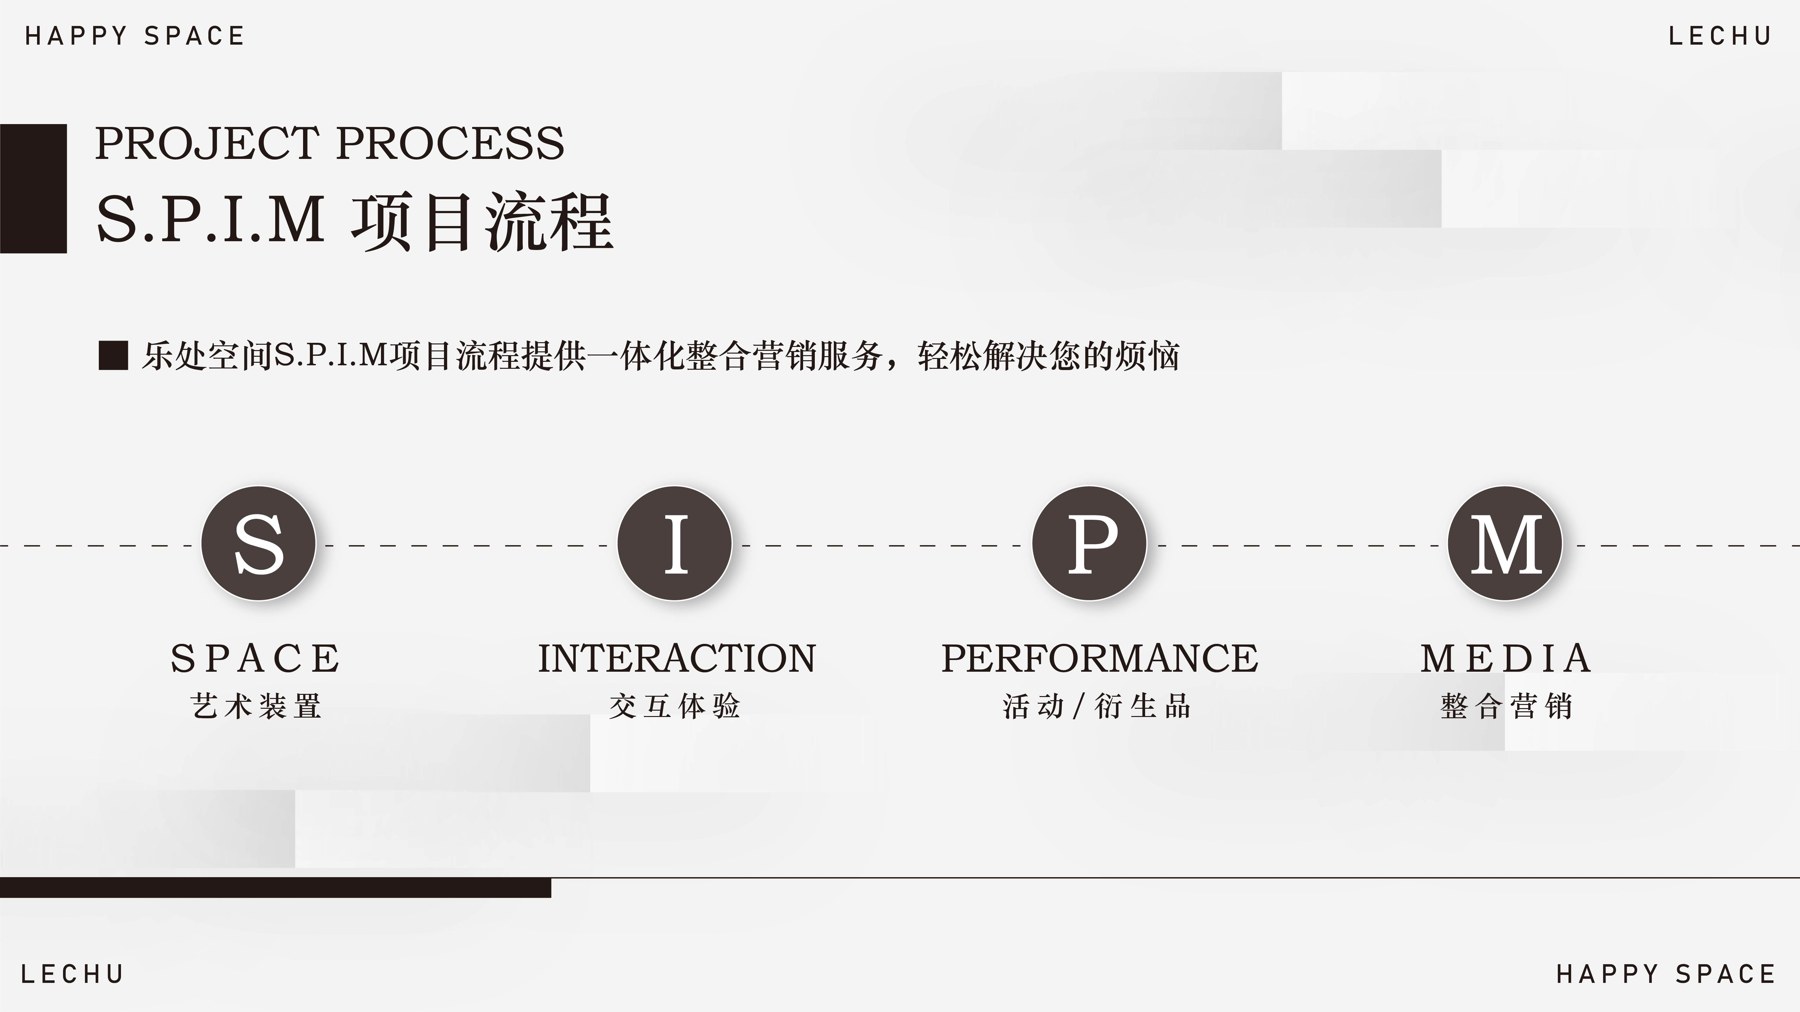 HAPPY SPACE
LECHU
PROJECT PROCESS
S.P.I.M 项目流程
乐处空间S.P.I.M项目流程提供一体化整合营销服务，轻松解决您的烦恼
S
I
P
M
SPACE
INTERACTION
PERFORMANCE
MEDIA
艺术装置
交互体验
活动/衍生品
整合营销
LECHU
HAPPY SPACE